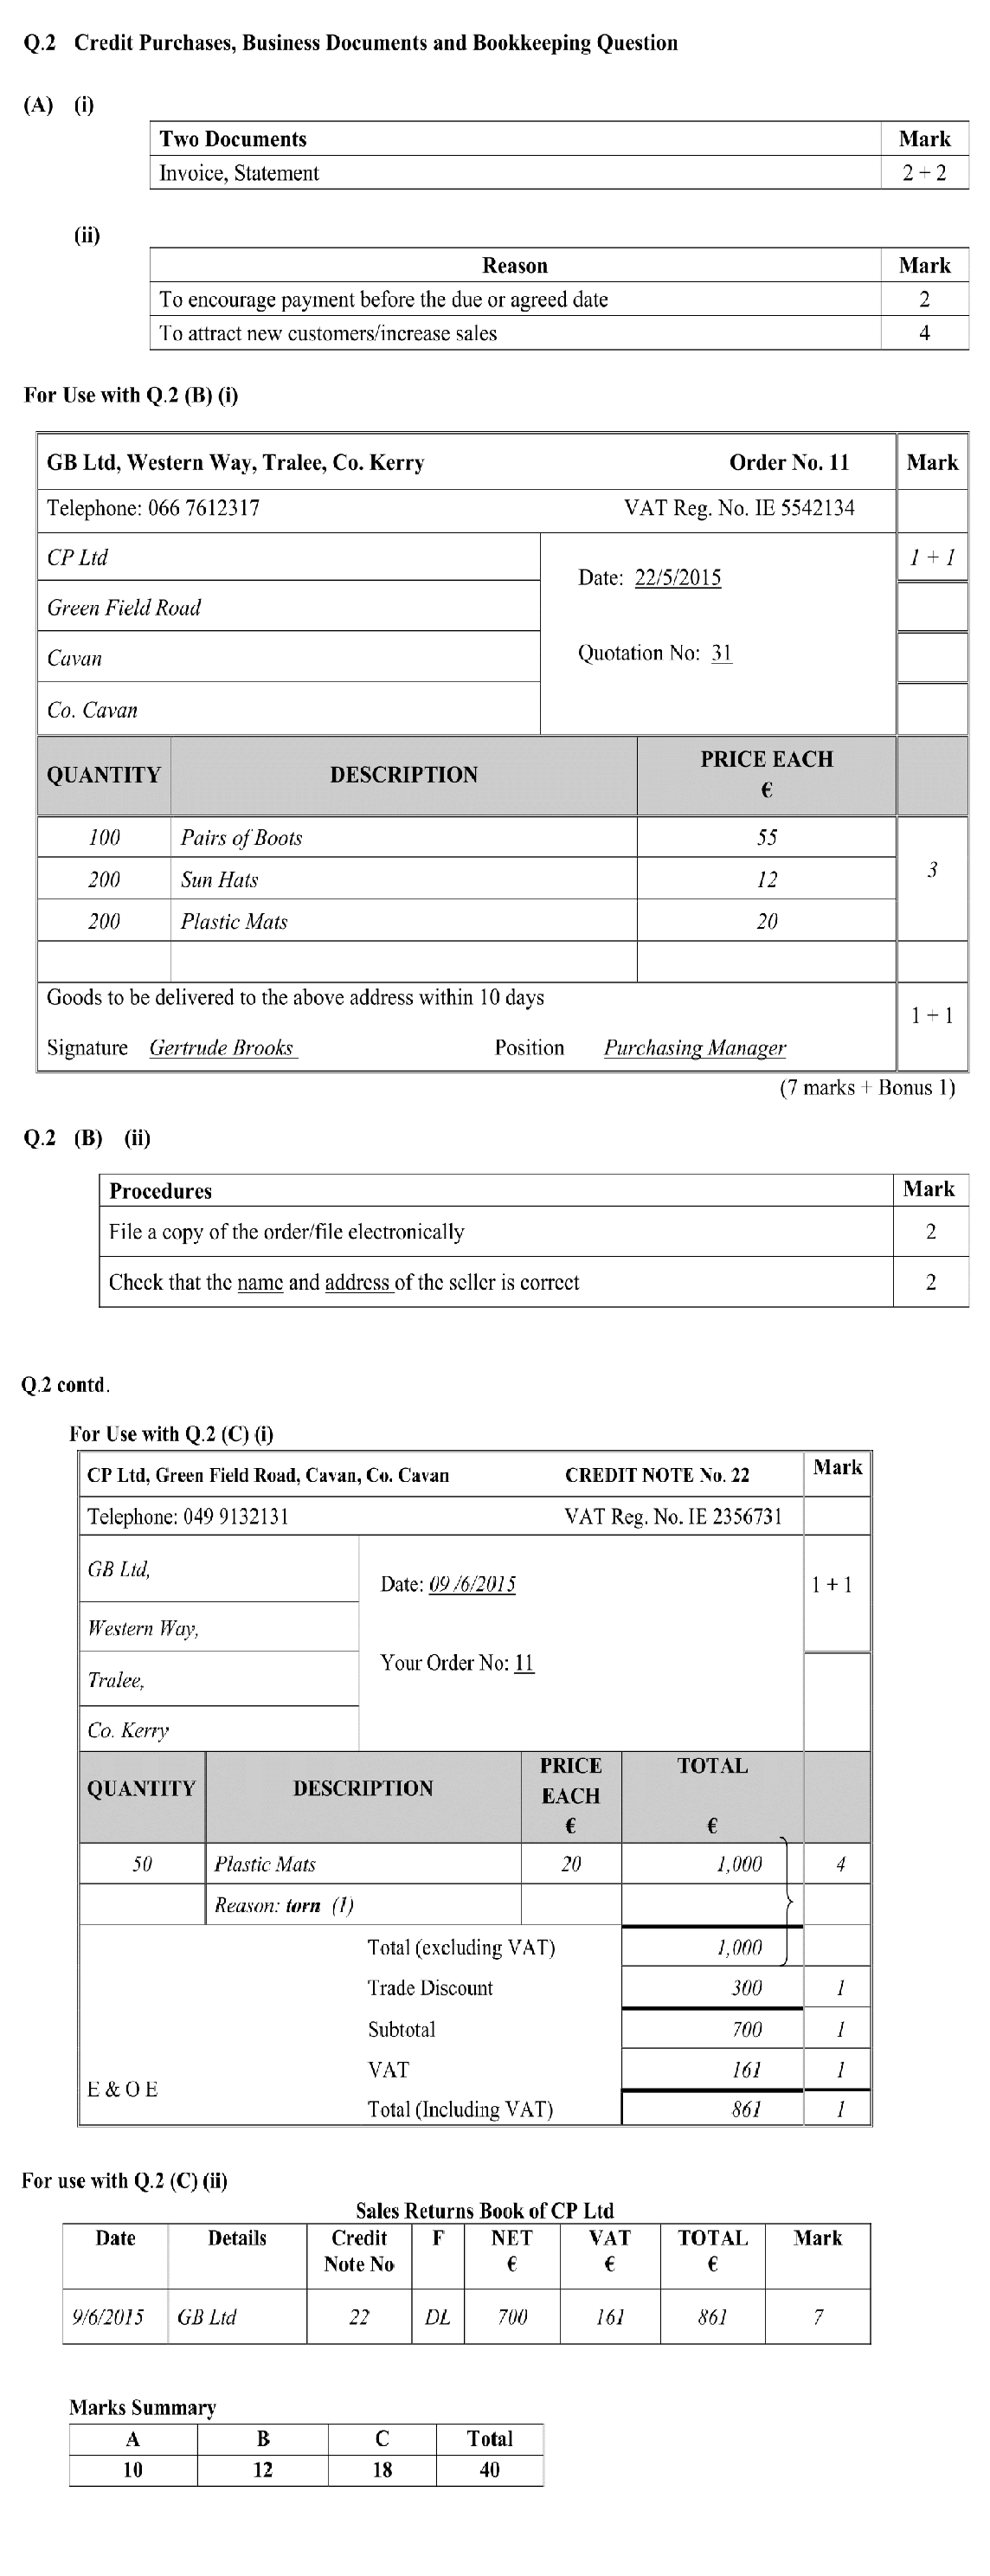 Q.2 Credit Purchases, Business Documents and Bookkeeping Question
(A) (i)
Two Documents Mark
Invoice, Statement 2 + 2
(ii)
Reason Mark
To encourage payment before the due or agreed date 2
To attract new customers/increase sales 4
For Use with Q.2 (B) (i)
GB Ltd, Western Way, Tralee, Co. Kerry Order No. 11 Mark
Telephone: 066 7612317 VAT Reg. No. IE 5542134
CP Ltd 1 + 1
Date: 22/5/2015
Green Field Road
Cavan Quotation No: 31
Co. Cavan
QUANTITY DESCRIPTION PRICE EACH
€
100 Pairs of Boots 55
200 Sun Hats 12 3
200 Plastic Mats 20
Goods to be delivered to the above address within 10 days
1 + 1
Signature Gertrude Brooks Position Purchasing Manager
(7 marks + Bonus 1)
Q.2 (B) (ii)
Procedures Mark
File a copy of the order/file electronically 2
Check that the name and address of the seller is correct 2
Q.2 contd.
For Use with Q.2 (C) (i)
CP Ltd, Green Field Road, Cavan, Co. Cavan CREDIT NOTE No. 22 Mark
Telephone: 049 9132131 VAT Reg. No. IE 2356731
GB Ltd,
Date: 09 /6/2015 1 + 1
Western Way,
Your Order No: 11
Tralee,
Co. Kerry
QUANTITY DESCRIPTION PRICE EACH € TOTAL €
50 Plastic Mats 20 1,000 4
Reason: torn (1)
Total (excluding VAT) 1,000
Trade Discount 300 1
Subtotal 700 1
VAT 161 1
E & O E
Total (Including VAT) 861 1
For use with Q.2 (C) (ii)
Sales Returns Book of CP Ltd
Date Details Credit Note No F NET € VAT € TOTAL € Mark
9/6/2015 GB Ltd 22 DL 700 161 861 7
Marks Summary
A B C Total
10 12 18 40